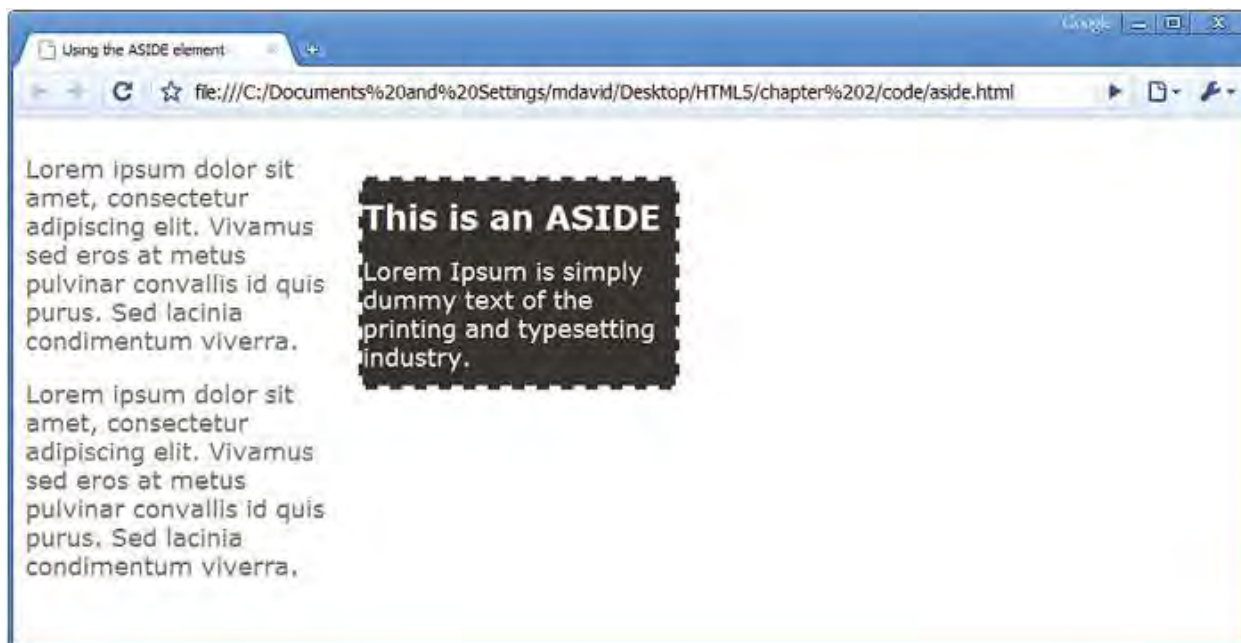 Google
Using the ASIDE element
file:///C:/Documents%20and%20Settings/mdavid/Desktop/HTML5/chapter%202/code/aside.html
Lorem ipsum dolor sit
amet, consectetur
adipiscing elit. Vivamus
sed eros at metus
pulvinar convallis id quis
purus. Sed lacinia
condimentum viverra.
Lorem ipsum dolor sit
amet, consectetur
adipiscing elit. Vivamus
sed eros at metus
pulvinar convallis id quis
purus. Sed lacinia
condimentum viverra.
This is an ASIDE
Lorem Ipsum is simply
dummy text of the
printing and typesetting
industry.